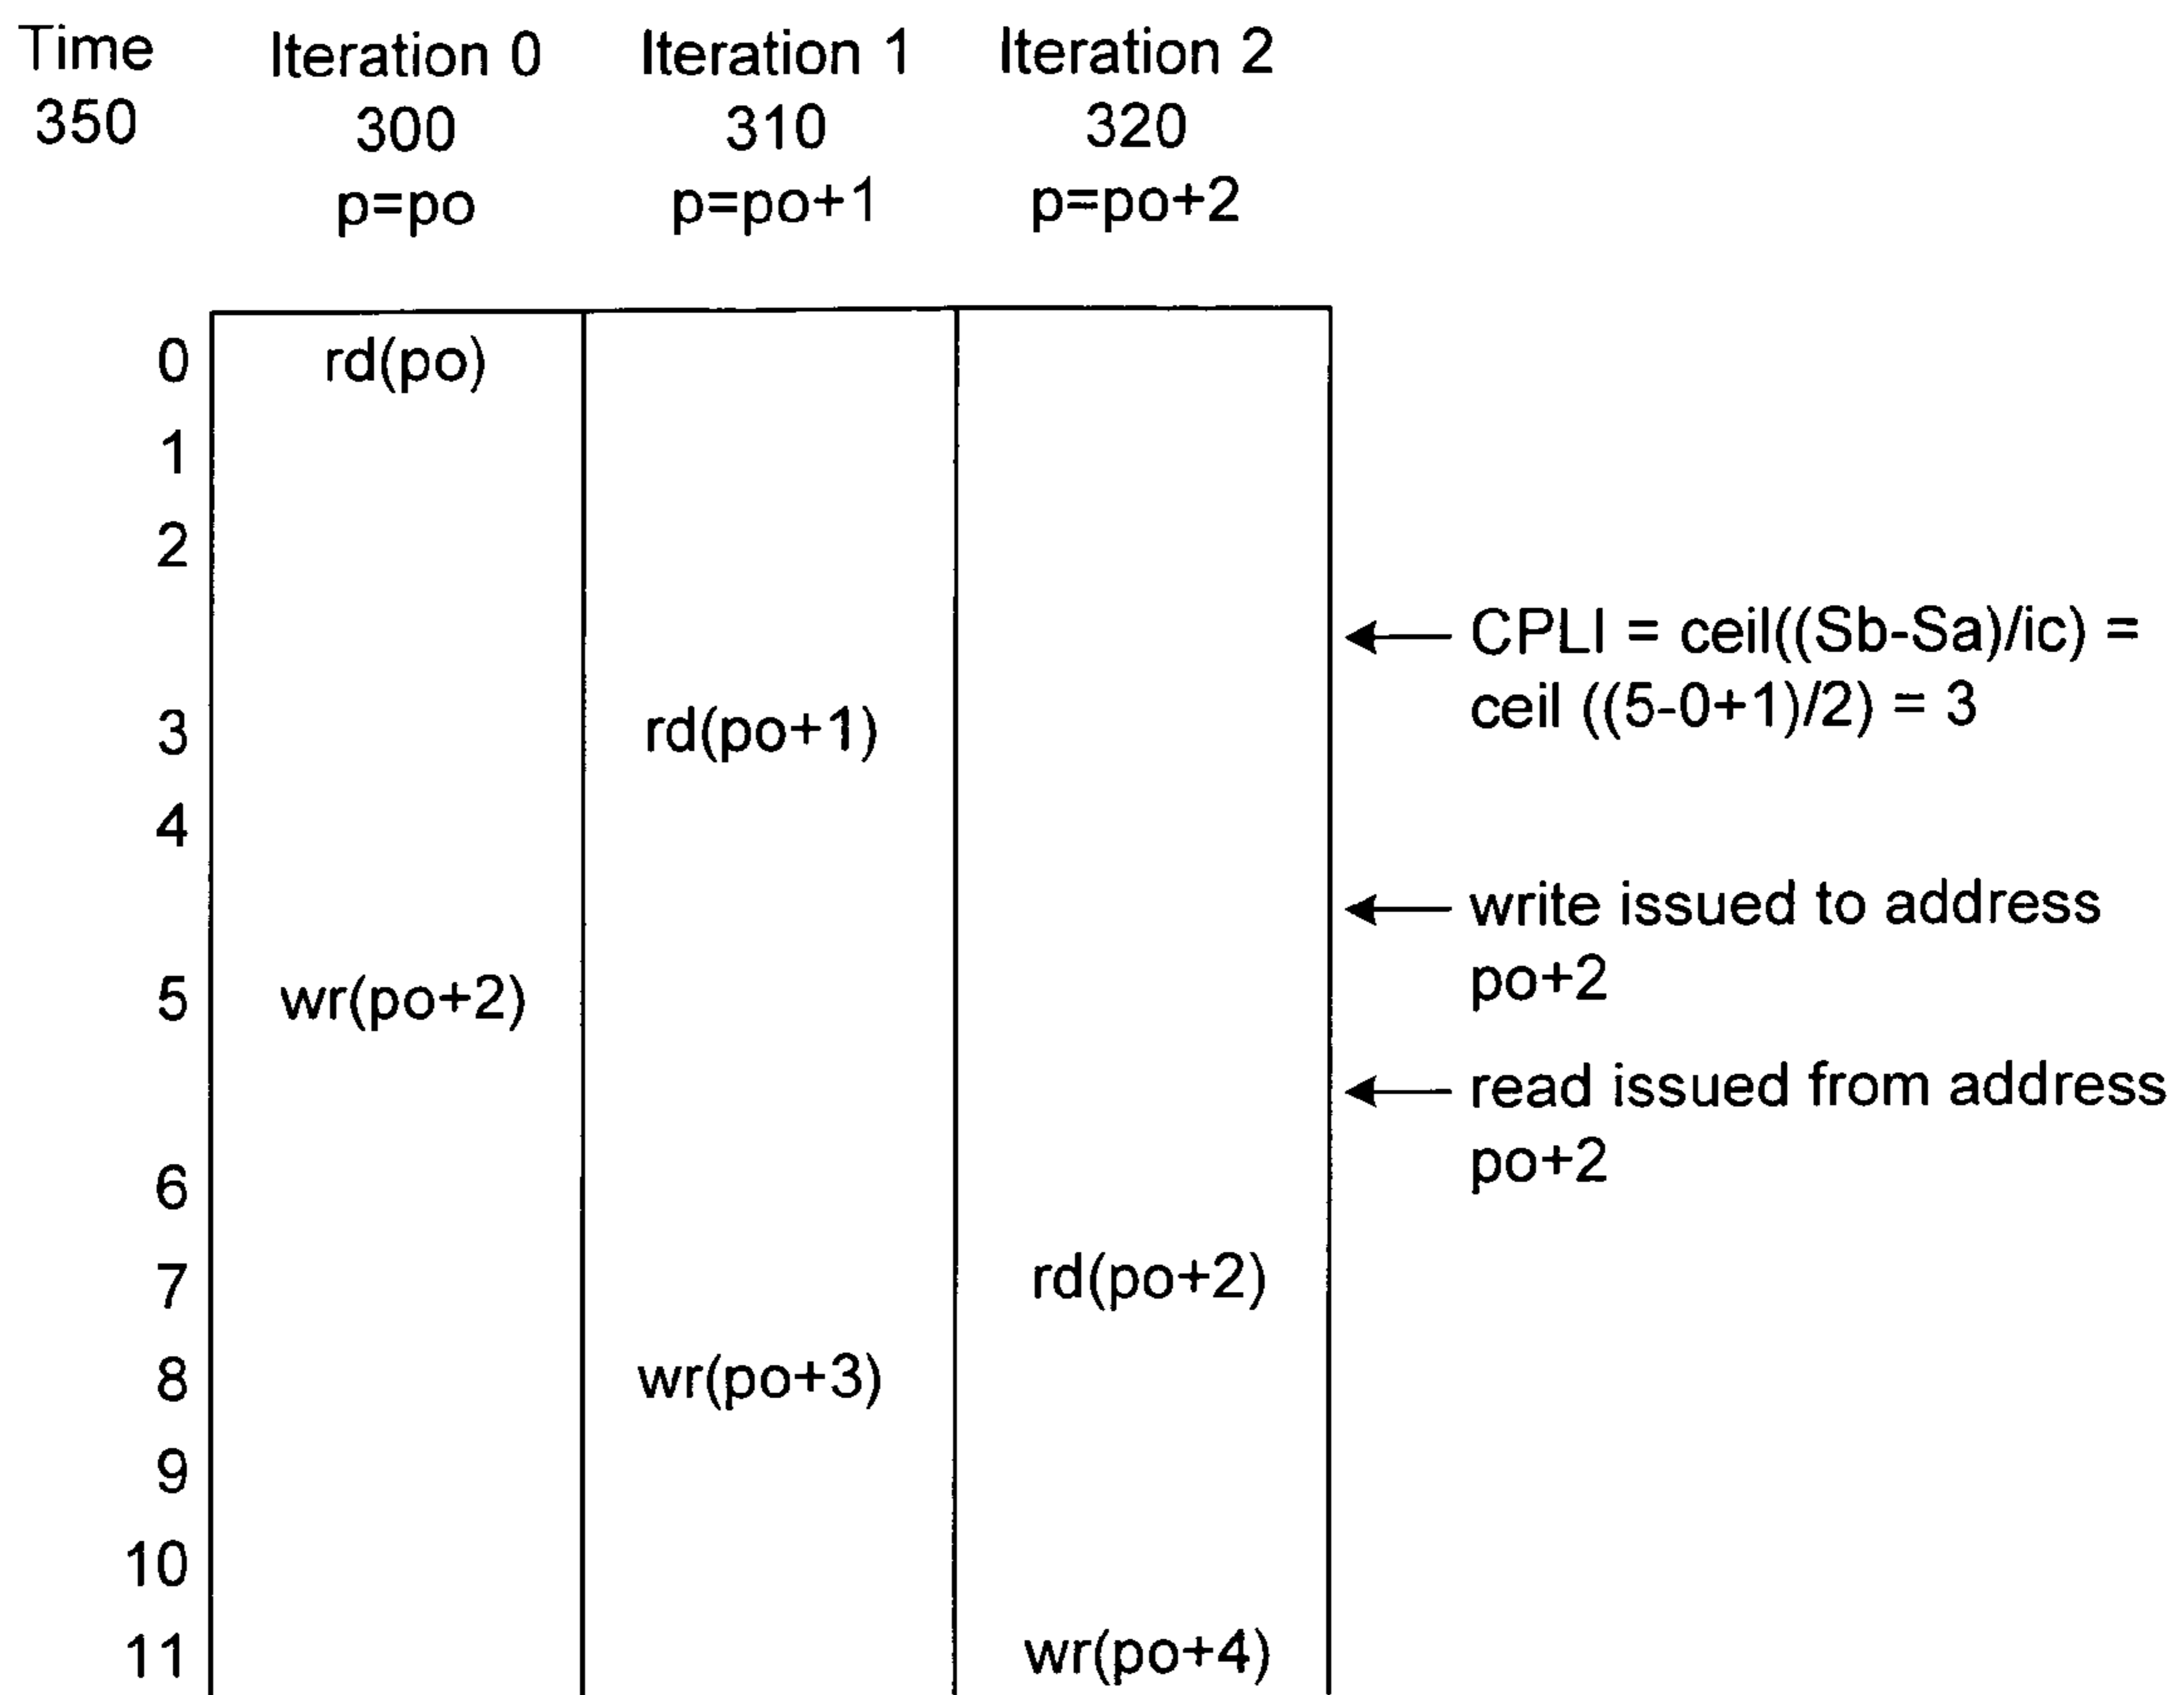 Time Iteration 0 Iteration 1 Iteration 2
350 300 310 320
p=po p=po+1 p=po+2
0 rd(po)
1
2
CPLI = ceil((Sb-Sa)/ic) =
ceil ((5-0+1)/2) = 3
3 rd(po+1)
4
write issued to address
po+2
5 wr(po+2)
read issued from address
po+2
6
7 rd(po+2)
8 wr(po+3)
9
10
11 wr(po+4)